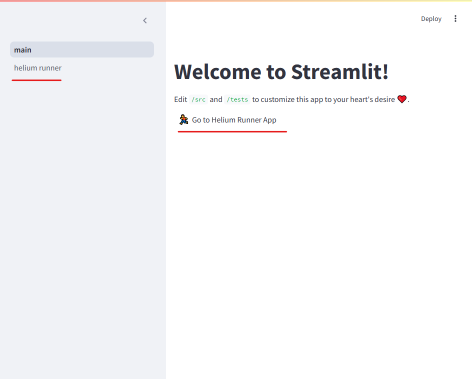 Deploy
main
helium runner
Welcome to Streamlit!
Edit /src and /tests to customize this app to your heart's desire ❤️.
🏃 Go to Helium Runner App